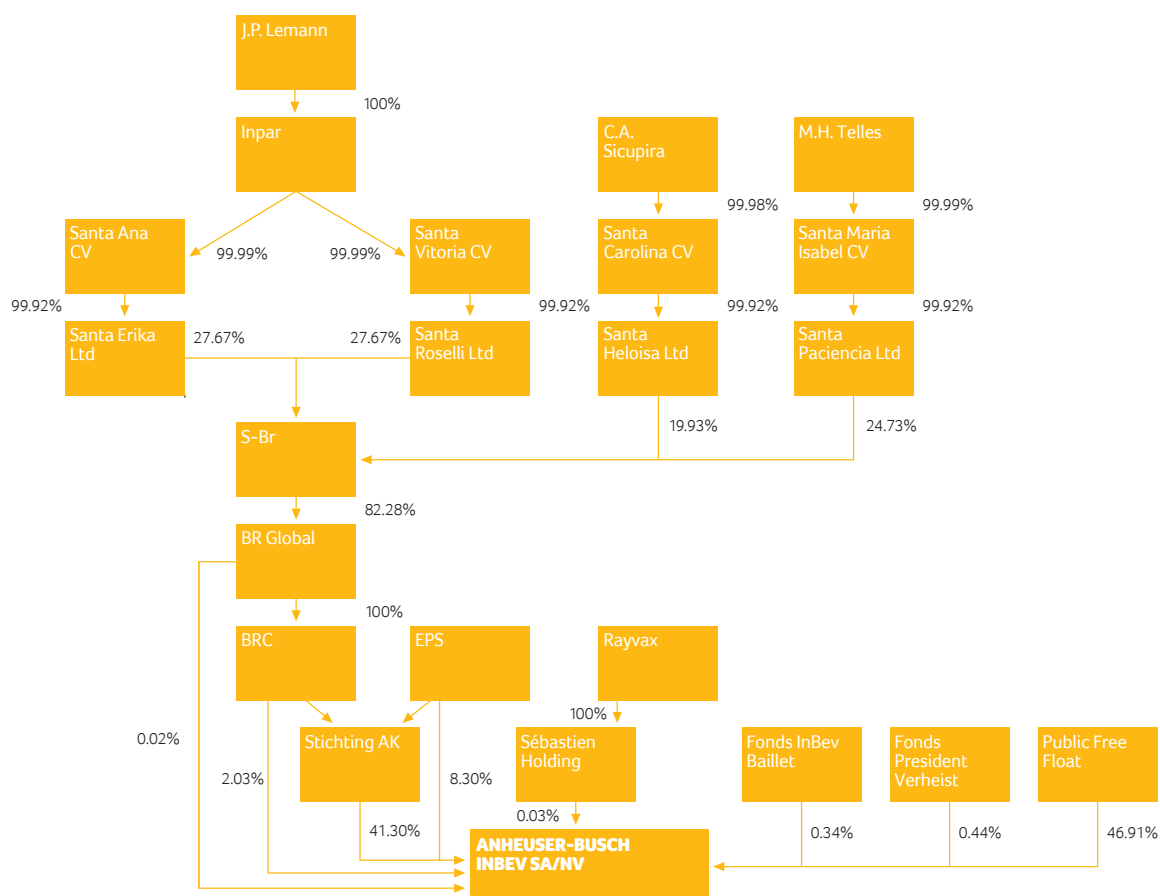 J.P. Lemann
100%
Inpar
C.A.
Sicupira
M.H. Telles
99.98%
99.99%
Santa Ana
CV
99.99%
99.99%
Santa
Vitoria CV
Santa
Carolina CV
Santa Maria
Isabel CV
99.92%
99.92%
99.92%
99.92%
Santa Erika
Ltd
27.67%
27.67%
Santa
Roselli Ltd
Santa
Heloisa Ltd
Santa
Paciencia Ltd
19.93%
24.73%
S-Br
82.28%
BR Global
100%
BRC
EPS
Rayvax
100%
0.02%
Stichting AK
Sébastien
Holding
Fonds InBev
Baillet
Fonds
President
Verheist
Public Free
Float
2.03%
8.30%
0.03%
41.30%
0.34%
0.44%
46.91%
ANHEUSER-BUSCH
INBEV SA/NV